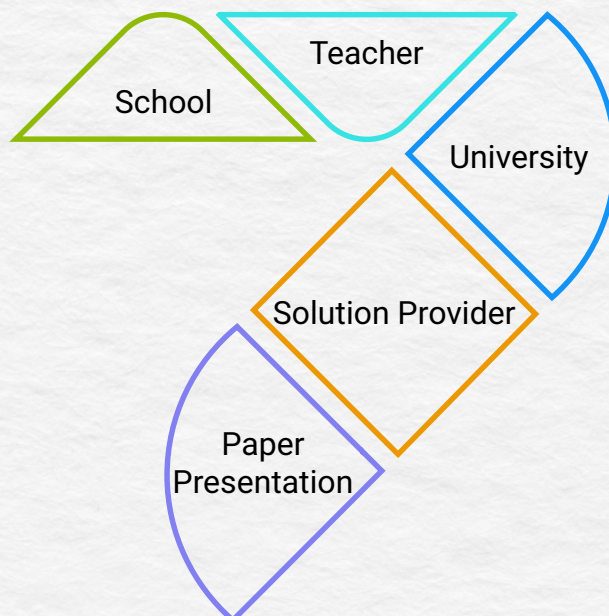 School
Teacher
University
Solution Provider
Paper
Presentation